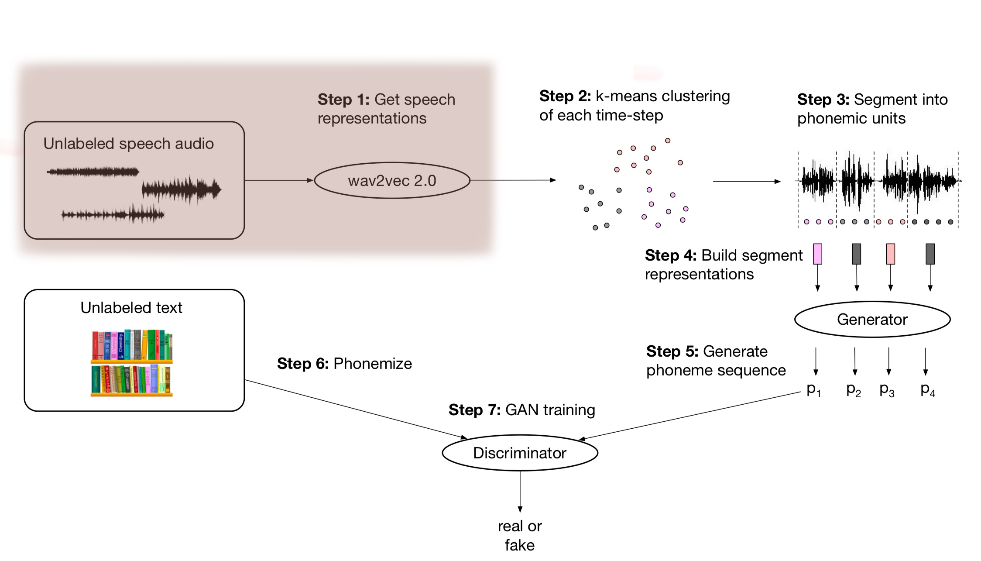 Step 1: Get speech
representations
Unlabeled speech audio
wav2vec 2.0
Step 2: k-means clustering
of each time-step
Step 3: Segment into
phonemic units
Step 4: Build segment
representations
Generator
Step 5: Generate
phoneme sequence
p1 p2 p3 p4
Unlabeled text
Step 6: Phonemize
Step 7: GAN training
Discriminator
real or
fake